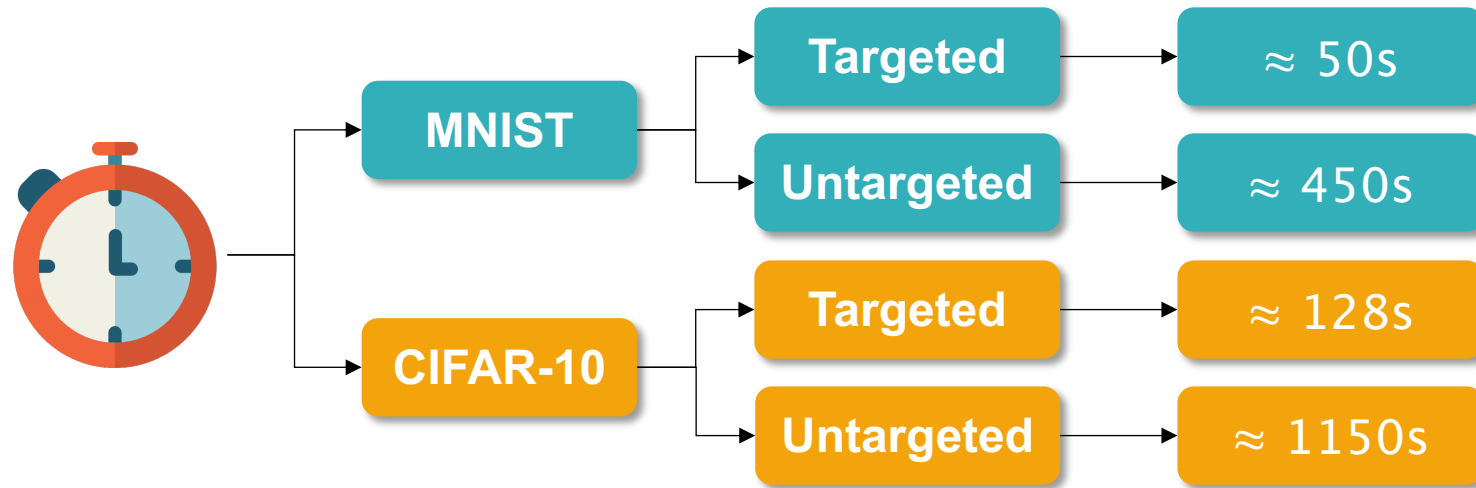 MNIST
Targeted
≈ 50s
Untargeted
≈ 450s
CIFAR-10
Targeted
≈ 128s
Untargeted
≈ 1150s